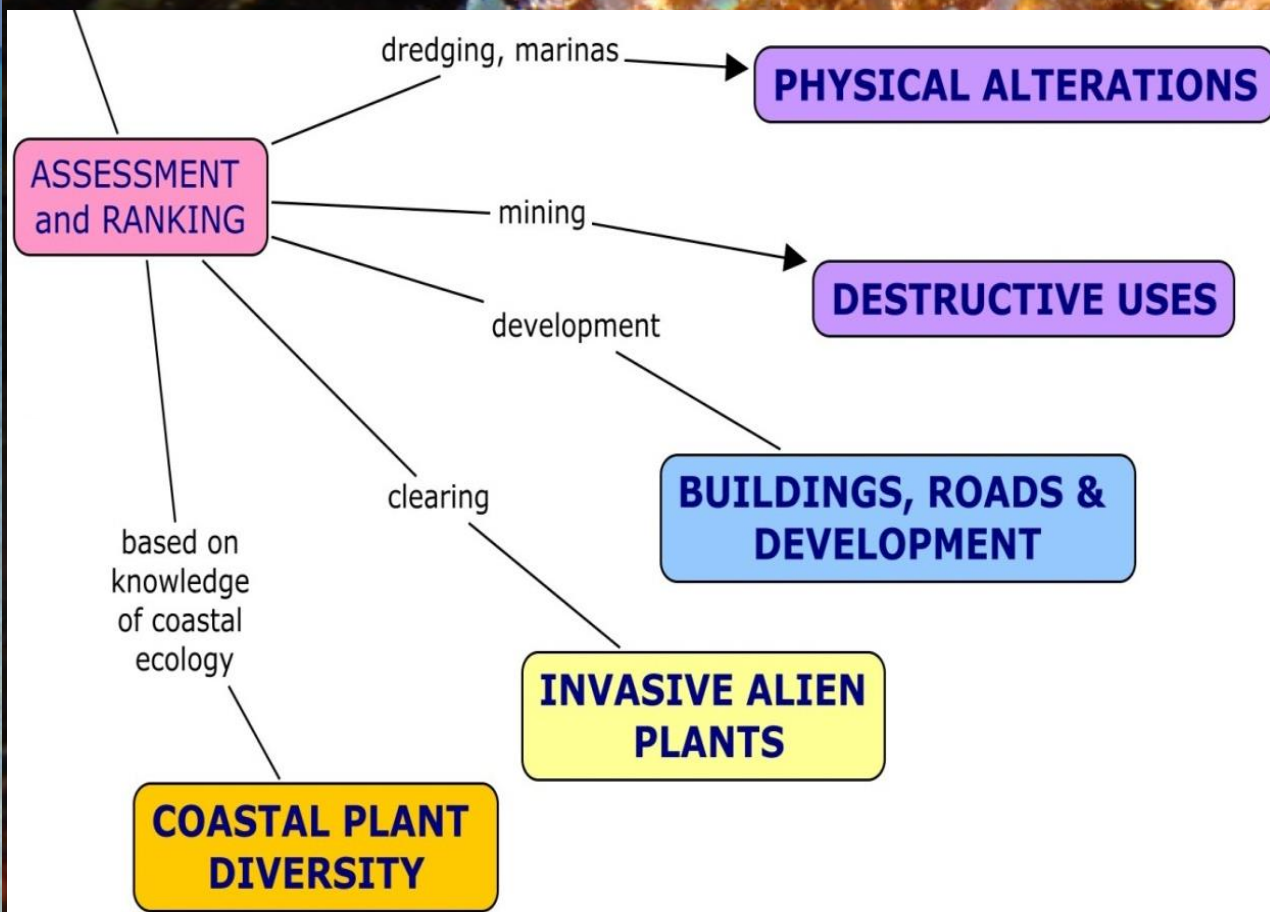 dredging, marinas
PHYSICAL ALTERATIONS
ASSESSMENT
and RANKING
mining
DESTRUCTIVE USES
development
BUILDINGS, ROADS &
DEVELOPMENT
clearing
INVASIVE ALIEN
PLANTS
based on
knowledge
of coastal
ecology
COASTAL PLANT
DIVERSITY